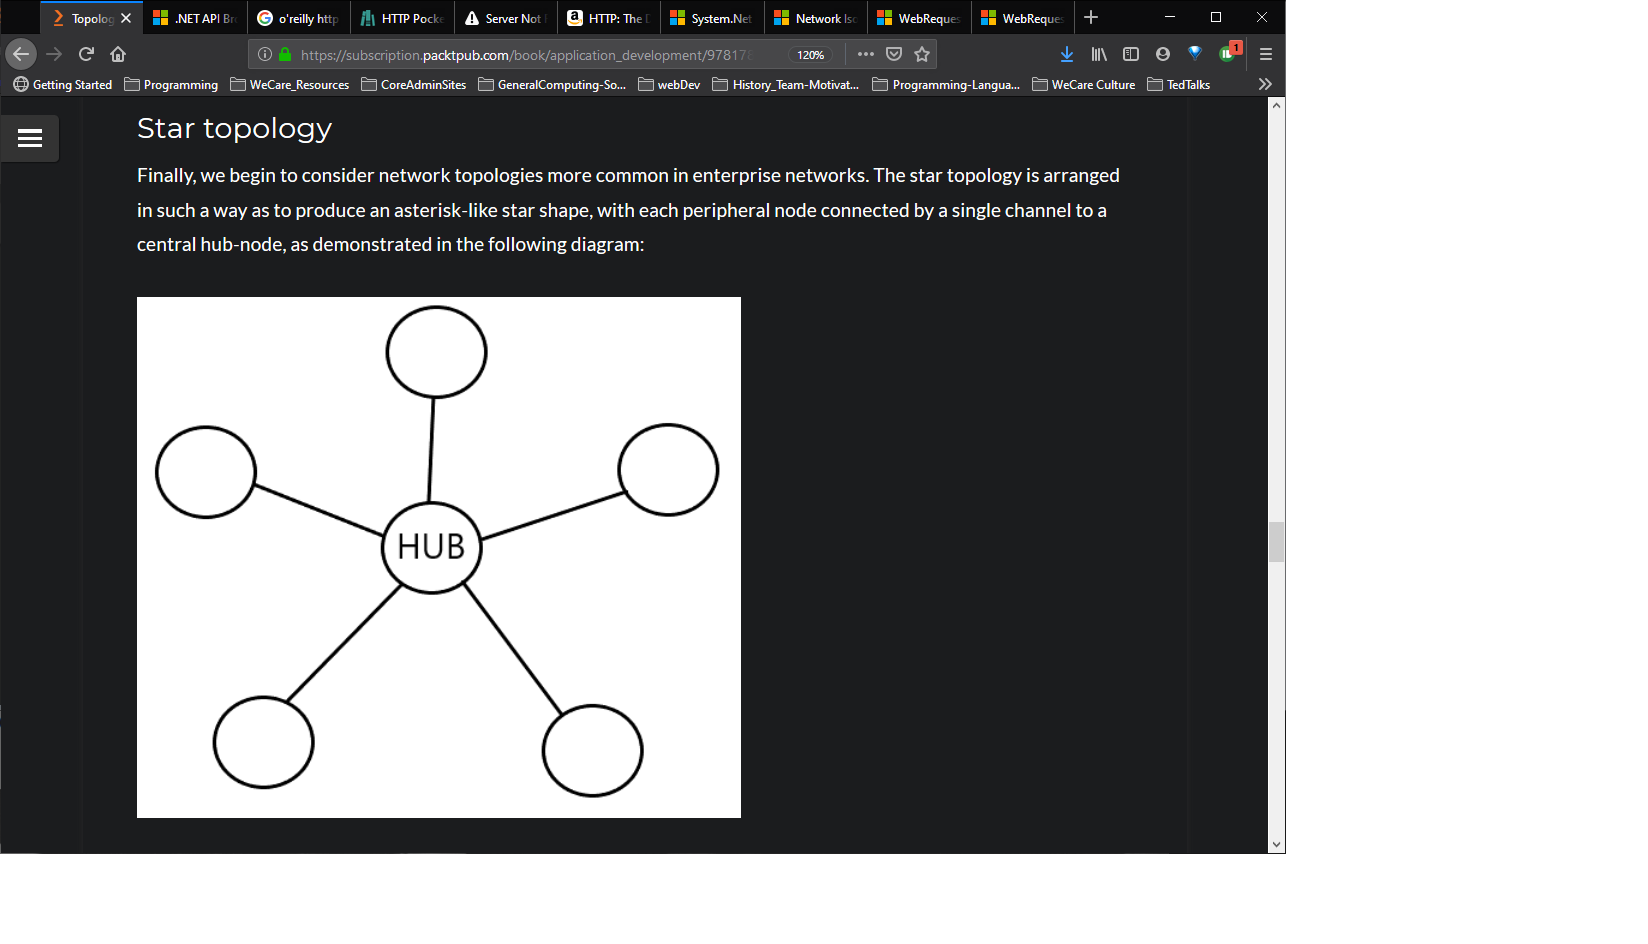 Topolog
.NET API Br
o'reilly http
HTTP Pocke
Server Not
HTTP: The D
System.Net
Network Iso
WebReques
WebReques
https://subscription.packtpub.com/book/application_development/97817
120%
1
Getting Started
Programming
WeCare_Resources
CoreAdminSites
GeneralComputing-So...
webDev
History_Team-Motivat...
Programming-Langua...
WeCare Culture
TedTalks
Star topology
Finally, we begin to consider network topologies more common in enterprise networks. The star topology is arranged
in such a way as to produce an asterisk-like star shape, with each peripheral node connected by a single channel to a
central hub-node, as demonstrated in the following diagram:
HUB